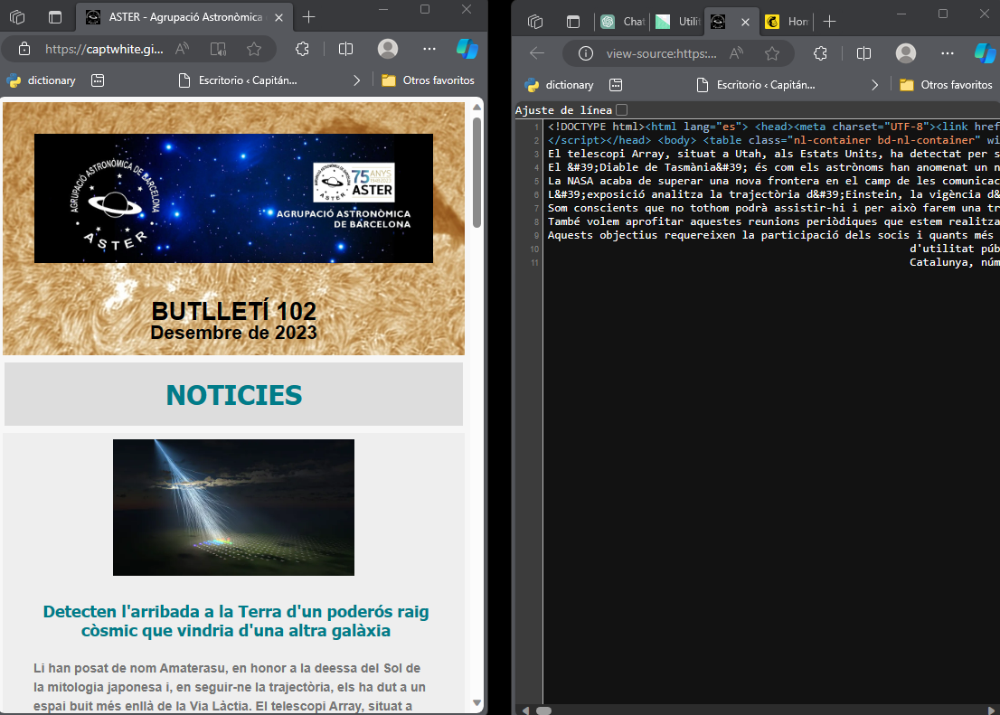 ASTER - Agrupació Astronòmica
https://captwhite.gi...
dictionary
Escritorio ‹ Capitán...
Otros favoritos
AGRUPACIÓ ASTRONÒMICA DE BARCELONA
ASTER
75 ANYS
ASTER
AGRUPACIÓ ASTRONÒMICA
DE BARCELONA
BUTLLETÍ 102
Desembre de 2023
NOTICIES
Detecten l'arribada a la Terra d'un poderós raig
còsmic que vindria d'una altra galàxia
Li han posat de nom Amaterasu, en honor a la deessa del Sol de
la mitologia japonesa i, en seguir-ne la trajectòria, els ha dut a un
espai buit més enllà de la Via Làctia. El telescopi Array, situat a
Chat
Utili
Hom
view-source:https:...
dictionary
Escritorio ‹ Capitán...
Otros favoritos
Ajuste de línea
1 <!DOCTYPE html><html lang="es"> <head><meta charset="UTF-8"><link href
2 </script></head> <body> <table class="nl-container bd-nl-container" wi
3 El telescopi Array, situat a Utah, als Estats Units, ha detectat per s
4 El &#39;Diable de Tasmània&#39; és com els astrònoms han anomenat un n
5 La NASA acaba de superar una nova frontera en el camp de les comunicac
6 L&#39;exposició analitza la trajectòria d&#39;Einstein, la vigència d&
7 Som conscients que no tothom podrà assistir-hi i per això farem una tr
8 També volem aprofitar aquestes reunions periòdiques que estem realitza
9 Aquests objectius requereixen la participació dels socis i quants més
10 d'utilitat púb
11 Catalunya, núm